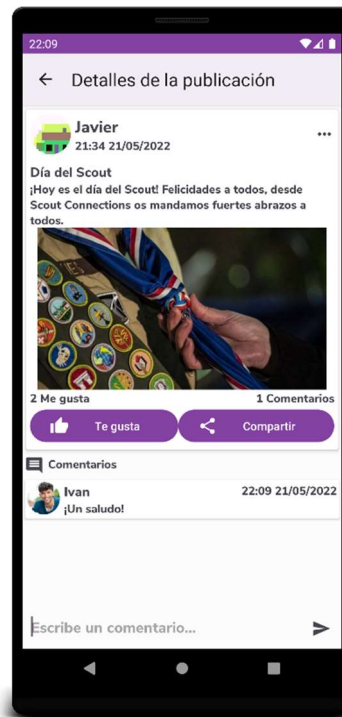 22:09
Detalles de la publicación
Javier
21:34 21/05/2022
Día del Scout
¡Hoy es el día del Scout! Felicidades a todos, desde
Scout Connections os mandamos fuertes abrazos a
todos.
2 Me gusta 1 Comentarios
Te gusta Compartir
Comentarios
Ivan 22:09 21/05/2022
¡Un saludo!
Escribe un comentario...